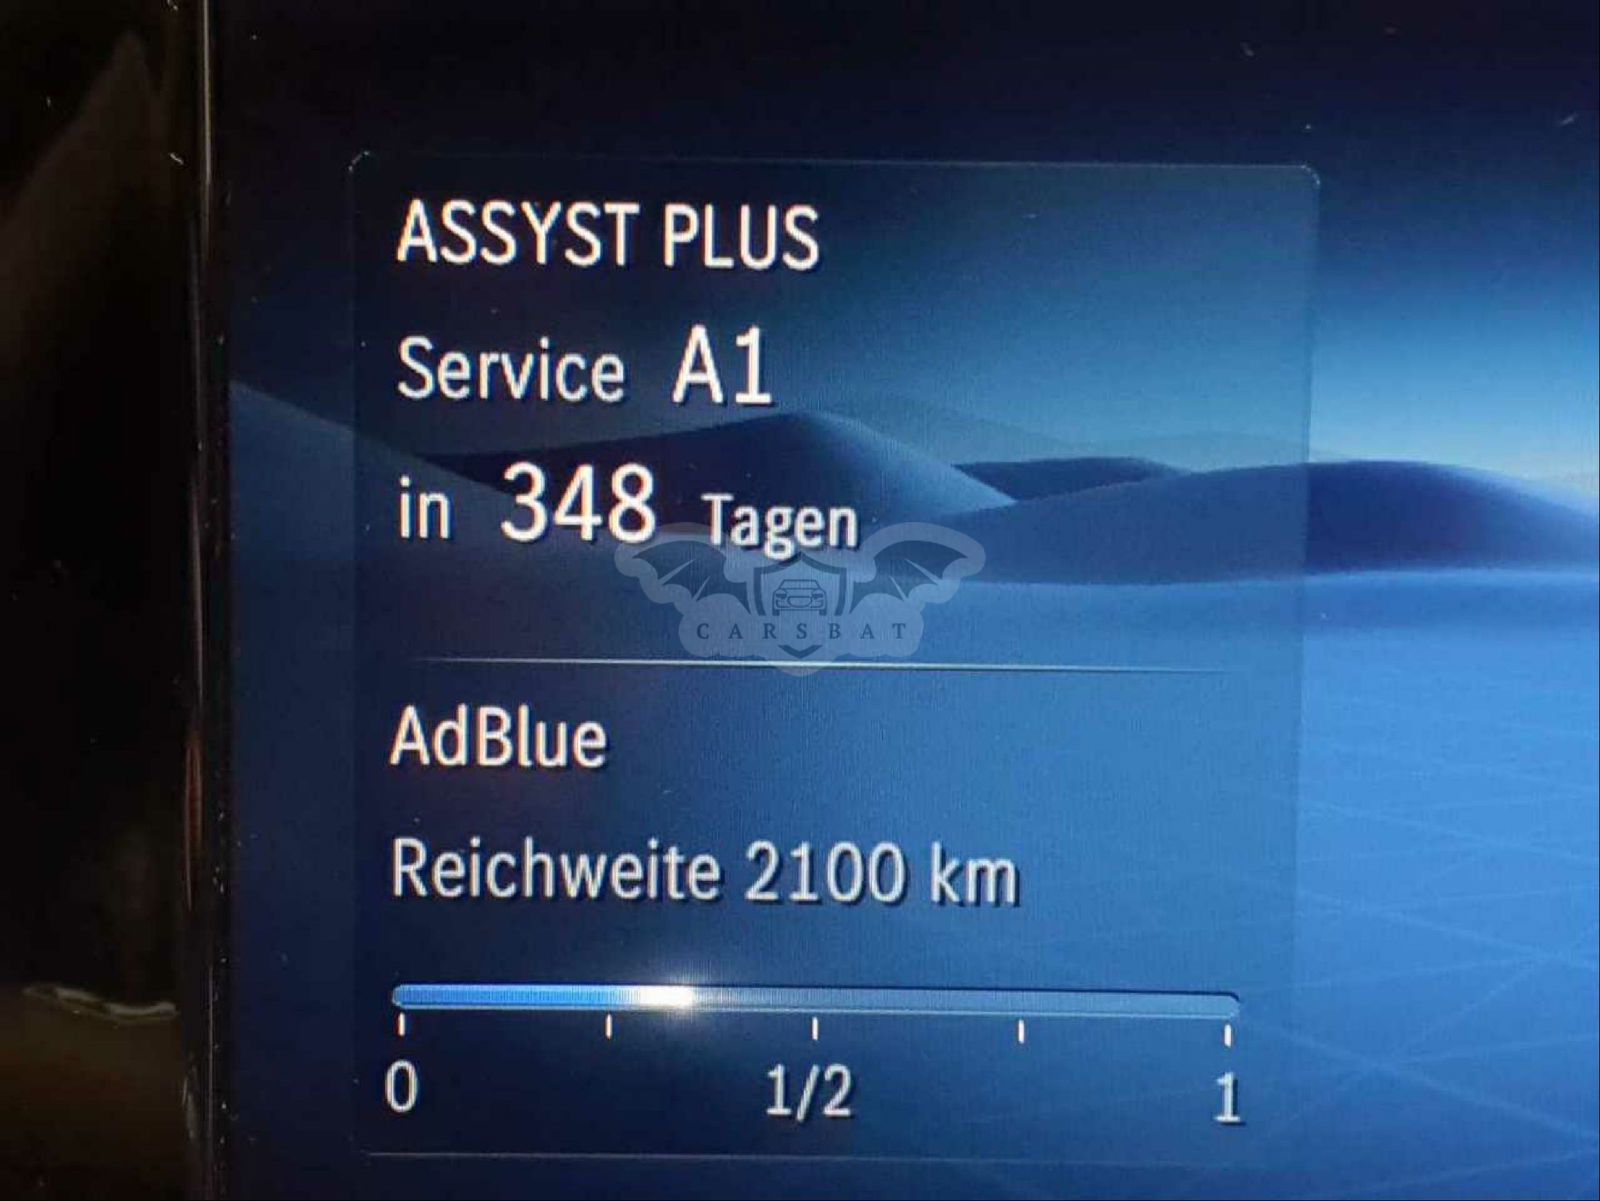 ASSYST PLUS
Service A1
in 348 Tagen
CARSBAT
AdBlue
Reichweite 2100 km
0 1/2 1